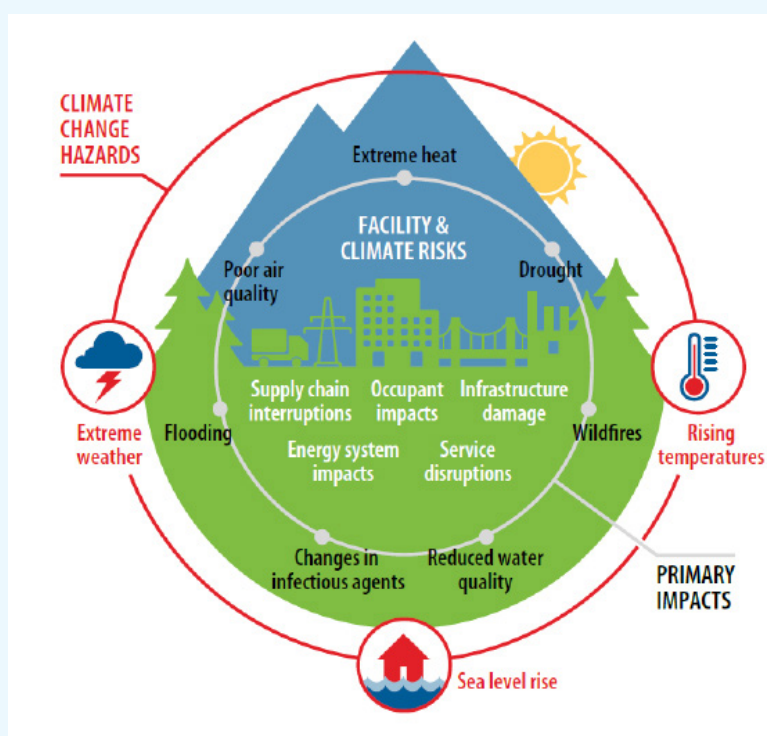 CLIMATE
CHANGE
HAZARDS
Extreme heat
FACILITY &
CLIMATE RISKS
Poor air
quality
Drought
Supply chain
interruptions
Occupant
impacts
Infrastructure
damage
Flooding
Wildfires
Extreme
weather
Rising
temperatures
Energy system
impacts
Service
disruptions
Changes in
infectious agents
Reduced water
quality
PRIMARY
IMPACTS
Sea level rise